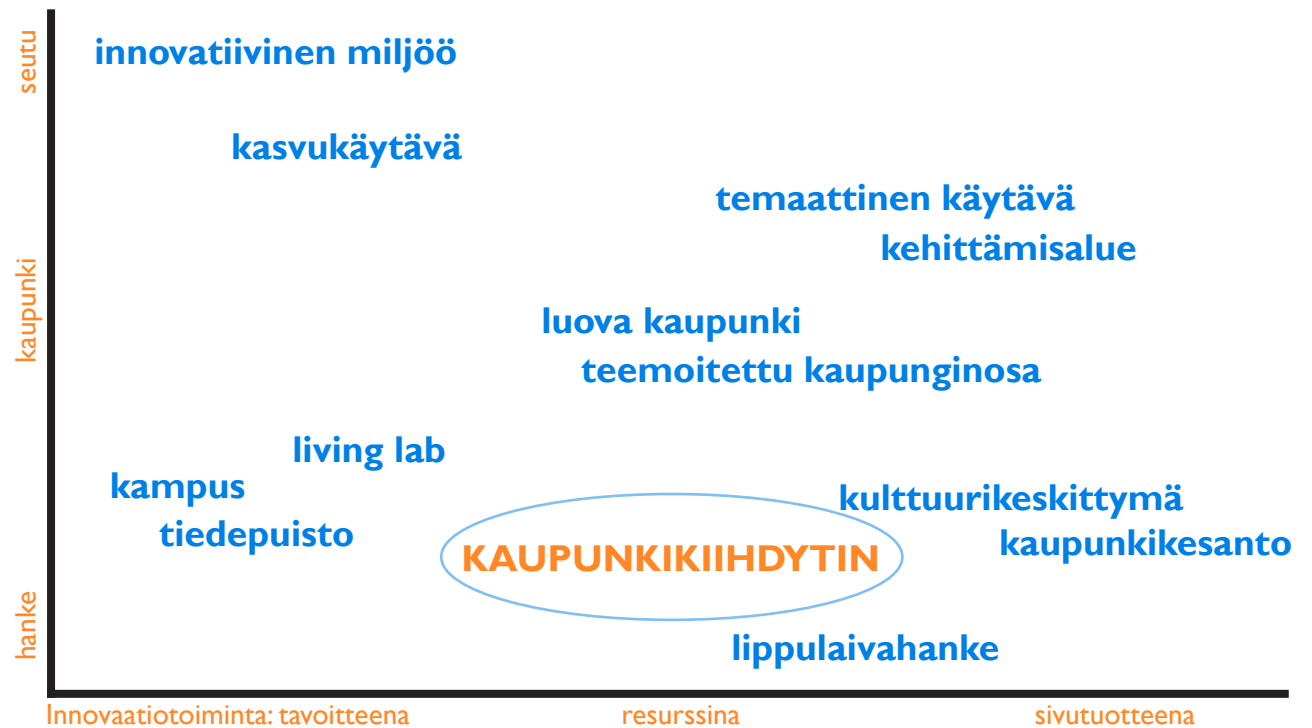 seutu
innovatiivinen miljöö
kasvukäytävä
temaattinen käytävä
kehittämisalue
kaupunki
luova kaupunki
teemoitettu kaupunginosa
living lab
kampus
tiedepuisto
kulttuurikeskittymä
kaupunkikesanto
KAUPUNKIKIIHDYTIN
hanke
lippulaivahanke
Innovaatiotoiminta: tavoitteena resurssina sivutuotteena